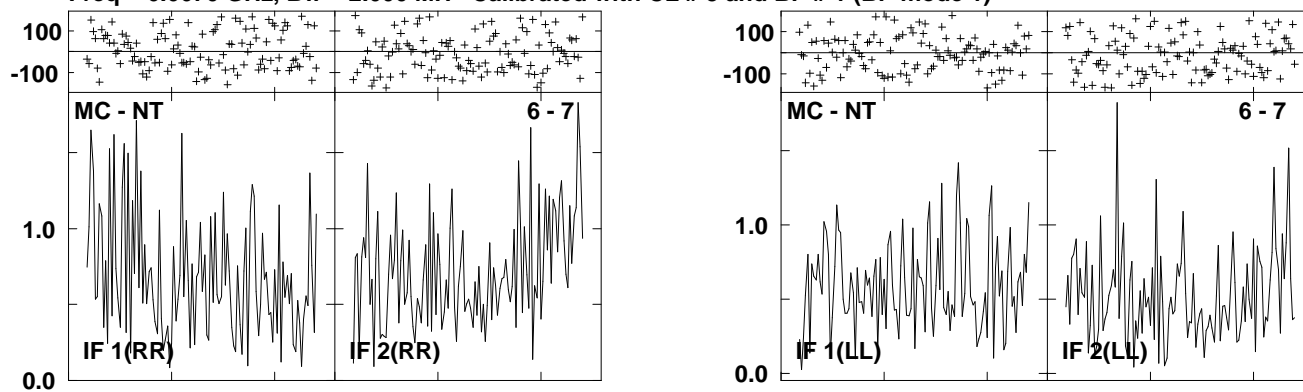 100
-100
MC - NT
6 - 7
1.0
IF 1(RR)
IF 2(RR)
0.0
100
-100
MC - NT
6 - 7
1.0
IF 1(LL)
IF 2(LL)
0.0